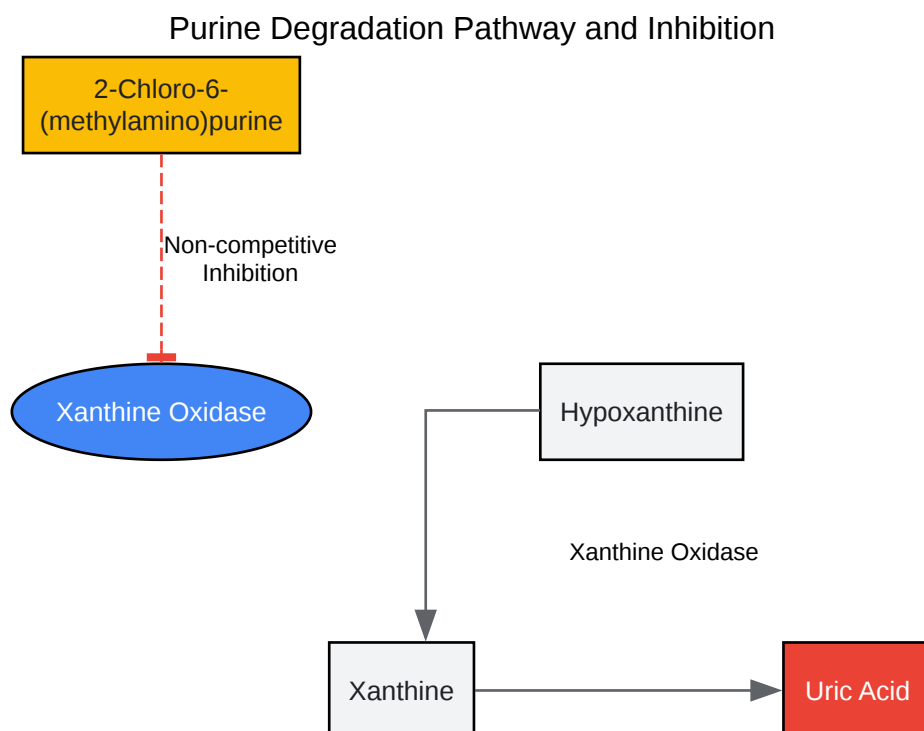 Purine Degradation Pathway and Inhibition
2-Chloro-6-
(methylamino)purine
Non-competitive
Inhibition
Xanthine Oxidase
Hypoxanthine
Xanthine Oxidase
Xanthine
Uric Acid